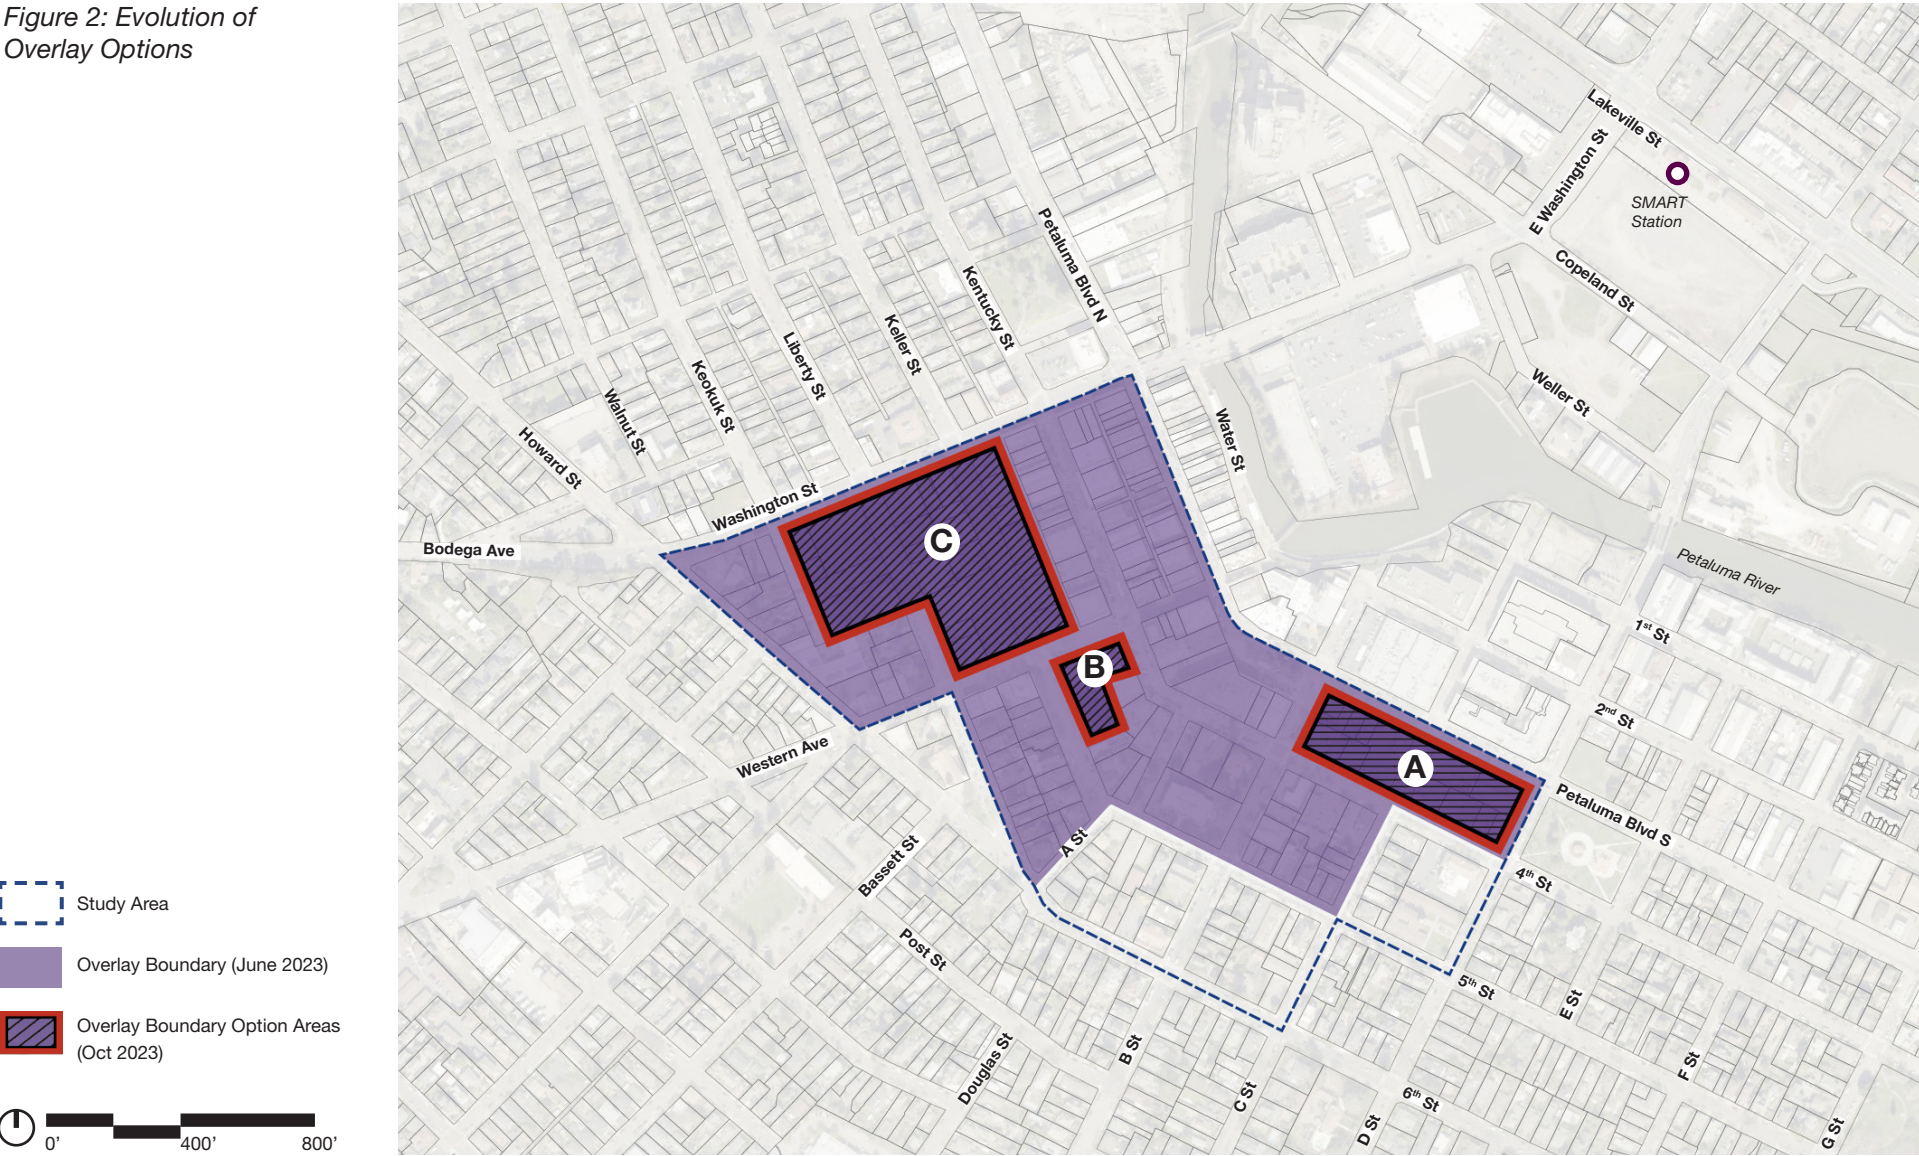 Figure 2: Evolution of
Overlay Options
Lakeville St
E Washington St
SMART
Station
Petaluma Blvd N
Copeland St
Kentucky St
Keller St
Liberty St
Keokuk St
Walnut St
Howard St
Weller St
Water St
Washington St
Bodega Ave
C
Petaluma River
1st St
B
2nd St
Western Ave
A
Petaluma Blvd S
A St
Bassett St
4th St
Post St
5th St
E St
B St
Douglas St
F St
C St
6th St
D St
G St
Study Area
Overlay Boundary (June 2023)
Overlay Boundary Option Areas
(Oct 2023)
0’ 400’ 800’